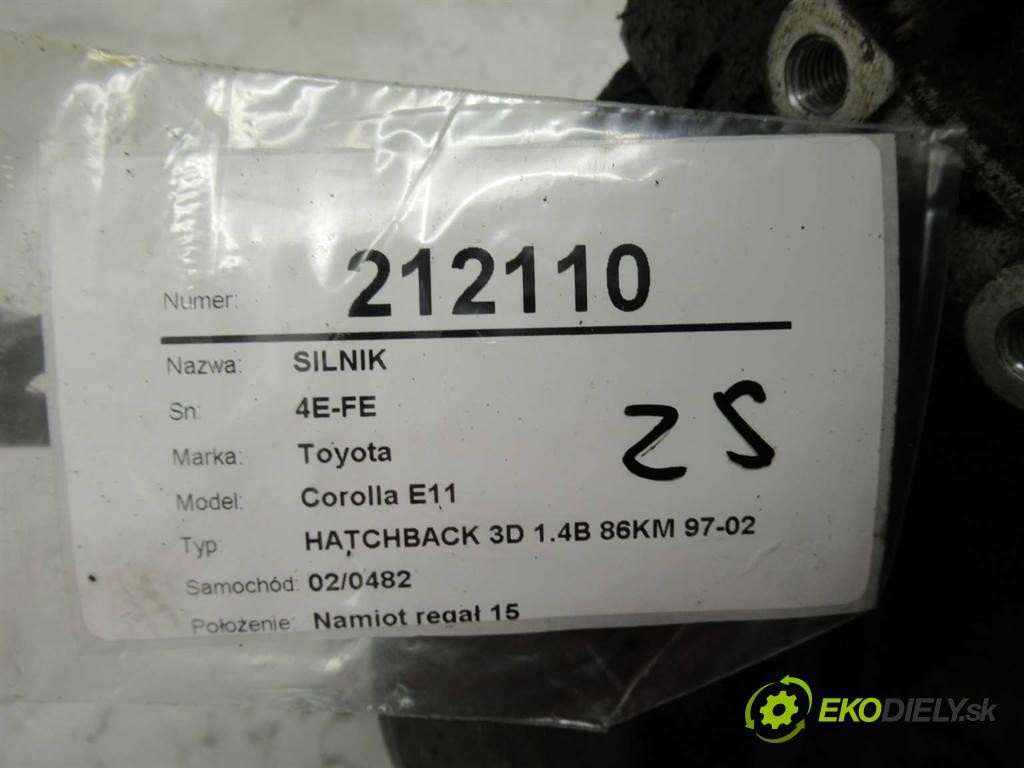 Numer: 212110
Nazwa: SILNIK
Sn: 4E-FE
Marka: Toyota
Model: Corolla E11
Typ: HATCHBACK 3D 1.4B 86KM 97-02
Samochód: 02/0482
Położenie: Namiot regał 15
EKODIELY.sk